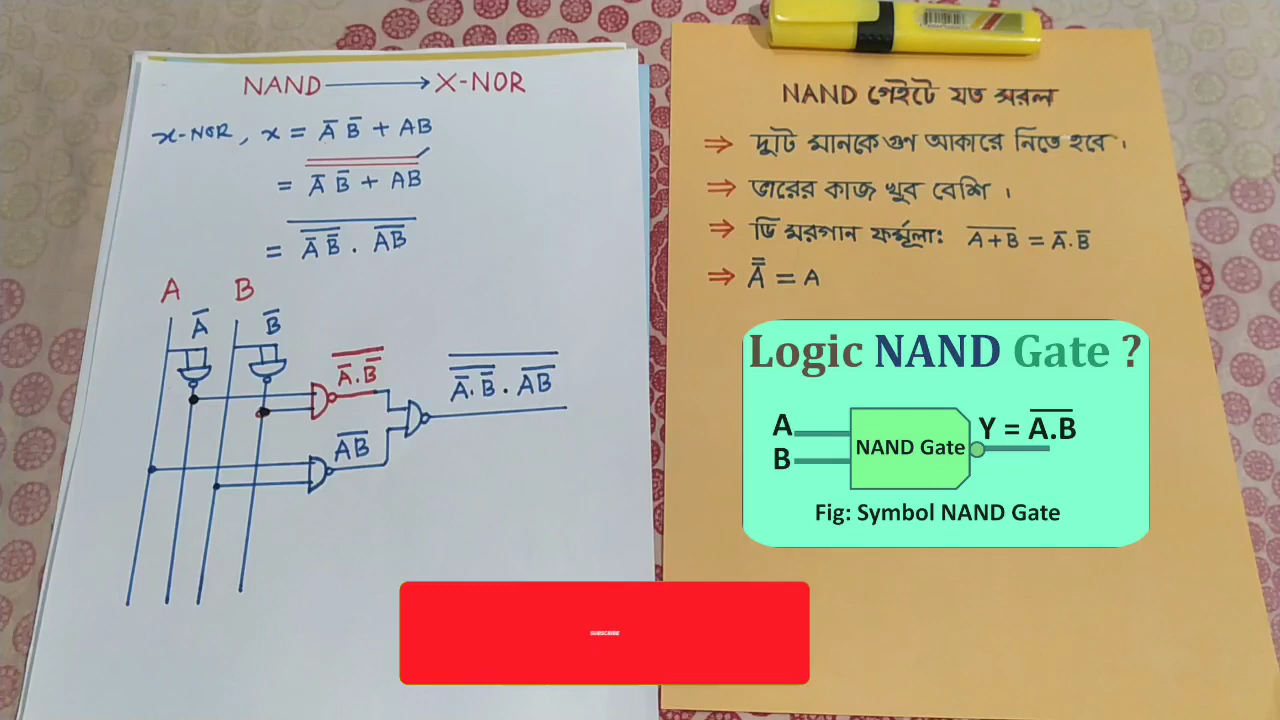 NAND ⟶ X-NOR
x-NOR, x = A̅ B̅ + AB
= A̅ B̅ + AB
= A̅ B̅ . AB
A B
A̅ B̅
A̅.B̅
AB
A̅.B̅ . AB
NAND গেইটে যত সরল
⇒ দুটি মানকে গুণ আকারে নিতে হবে।
⇒ ভারের কাজ খুব বেশি।
⇒ ডি মরগান ফর্মূলা: A+B = A̅.B̅
⇒ A̿ = A
Logic NAND Gate ?
A
B
NAND Gate
Y = A.B
Fig: Symbol NAND Gate
SUBSCRIBE